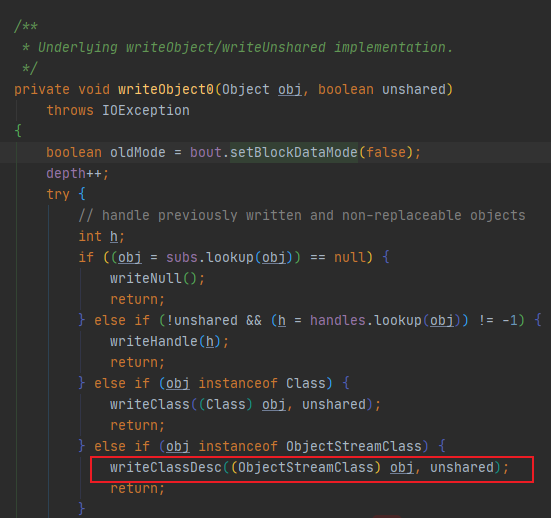 /**
 * Underlying writeObject/writeUnshared implementation.
 */
private void writeObject0(Object obj, boolean unshared)
    throws IOException
{
    boolean oldMode = bout.setBlockDataMode(false);
    depth++;
    try {
        // handle previously written and non-replaceable objects
        int h;
        if ((obj = subs.lookup(obj)) == null) {
            writeNull();
            return;
        } else if (!unshared && (h = handles.lookup(obj)) != -1) {
            writeHandle(h);
            return;
        } else if (obj instanceof Class) {
            writeClass((Class) obj, unshared);
            return;
        } else if (obj instanceof ObjectStreamClass) {
            writeClassDesc((ObjectStreamClass) obj, unshared);
            return;
        }